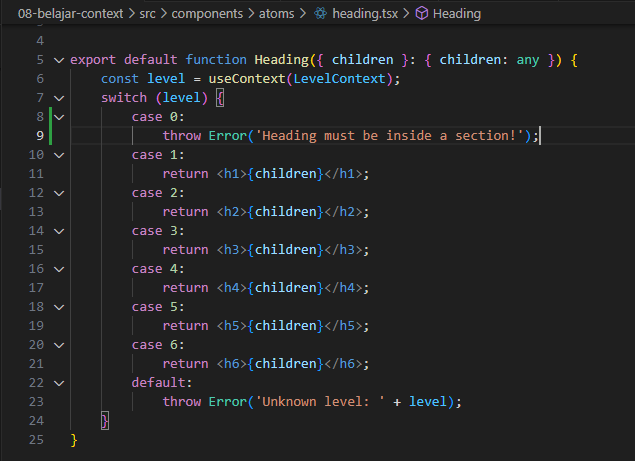 08-belajar-context > src > components > atoms > heading.tsx > Heading
4
5 export default function Heading({ children }: { children: any }) {
6     const level = useContext(LevelContext);
7     switch (level) {
8         case 0:
9             throw Error('Heading must be inside a section!');
10         case 1:
11             return <h1>{children}</h1>;
12         case 2:
13             return <h2>{children}</h2>;
14         case 3:
15             return <h3>{children}</h3>;
16         case 4:
17             return <h4>{children}</h4>;
18         case 5:
19             return <h5>{children}</h5>;
20         case 6:
21             return <h6>{children}</h6>;
22         default:
23             throw Error('Unknown level: ' + level);
24     }
25 }